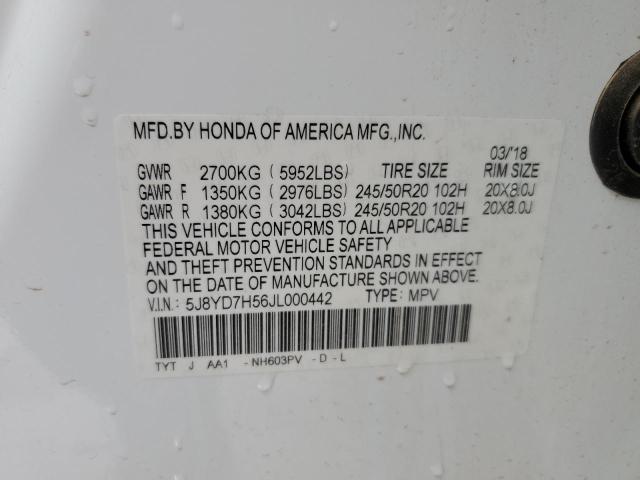 MFD.BY HONDA OF AMERICA MFG.,INC.
03/'18
GVWR 2700KG ( 5952LBS) TIRE SIZE RIM SIZE
GAWR F 1350KG ( 2976LBS) 245/50R20 102H 20X8.0J
GAWR R 1380KG ( 3042LBS) 245/50R20 102H 20X8.0J
THIS VEHICLE CONFORMS TO ALL APPLICABLE
FEDERAL MOTOR VEHICLE SAFETY
AND THEFT PREVENTION STANDARDS IN EFFECT
ON THE DATE OF MANUFACTURE SHOWN ABOVE.
V.I.N.: 5J8YD7H56JL000442 TYPE: MPV
TYT J AA1 -NH603PV -D-L